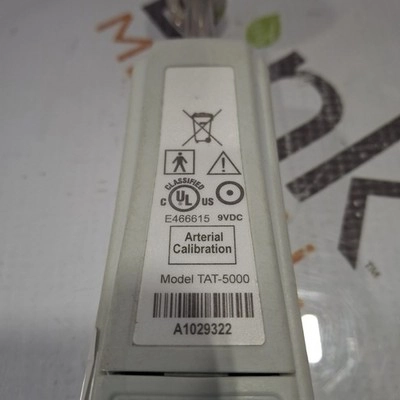 CLASSIFIED
C UL US
E466615 9VDC
Arterial
Calibration
Model TAT-5000
A1029322